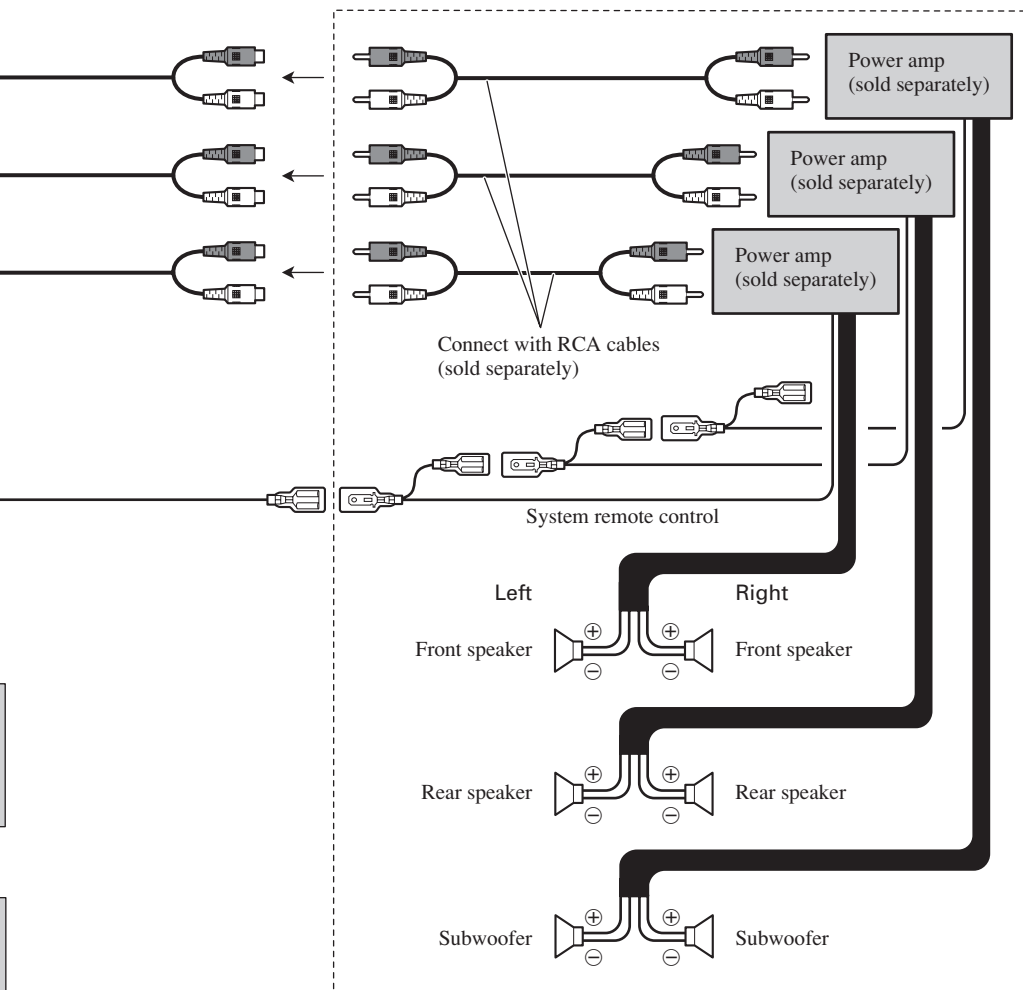 Power amp
(sold separately)
Power amp
(sold separately)
Power amp
(sold separately)
Connect with RCA cables
(sold separately)
System remote control
Left
Right
⊕
⊕
Front speaker
Front speaker
⊖
⊖
⊕
⊕
Rear speaker
Rear speaker
⊖
⊖
⊕
⊕
Subwoofer
Subwoofer
⊖
⊖